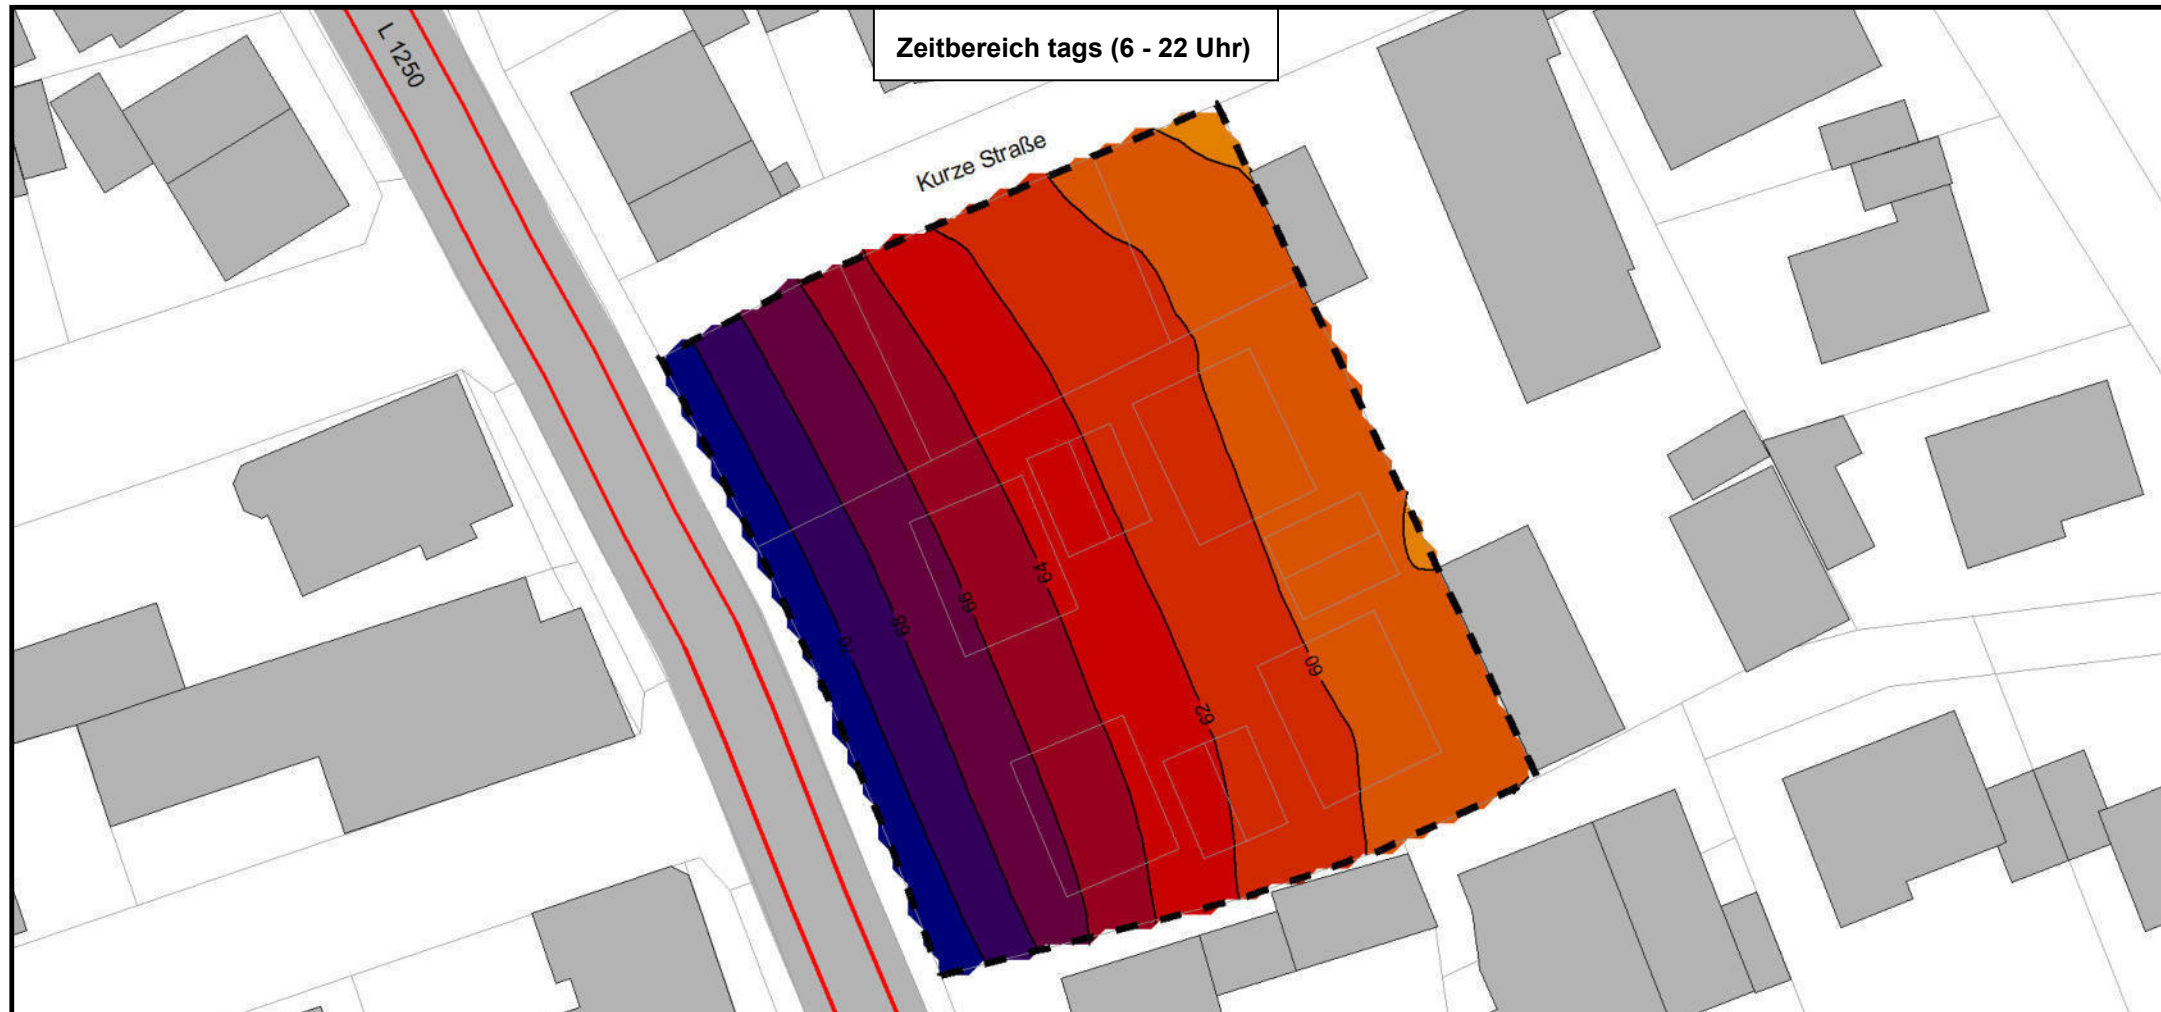 Zeitbereich tags (6 - 22 Uhr)
L 1250
Kurze Straße
64
66
68
70
60
62